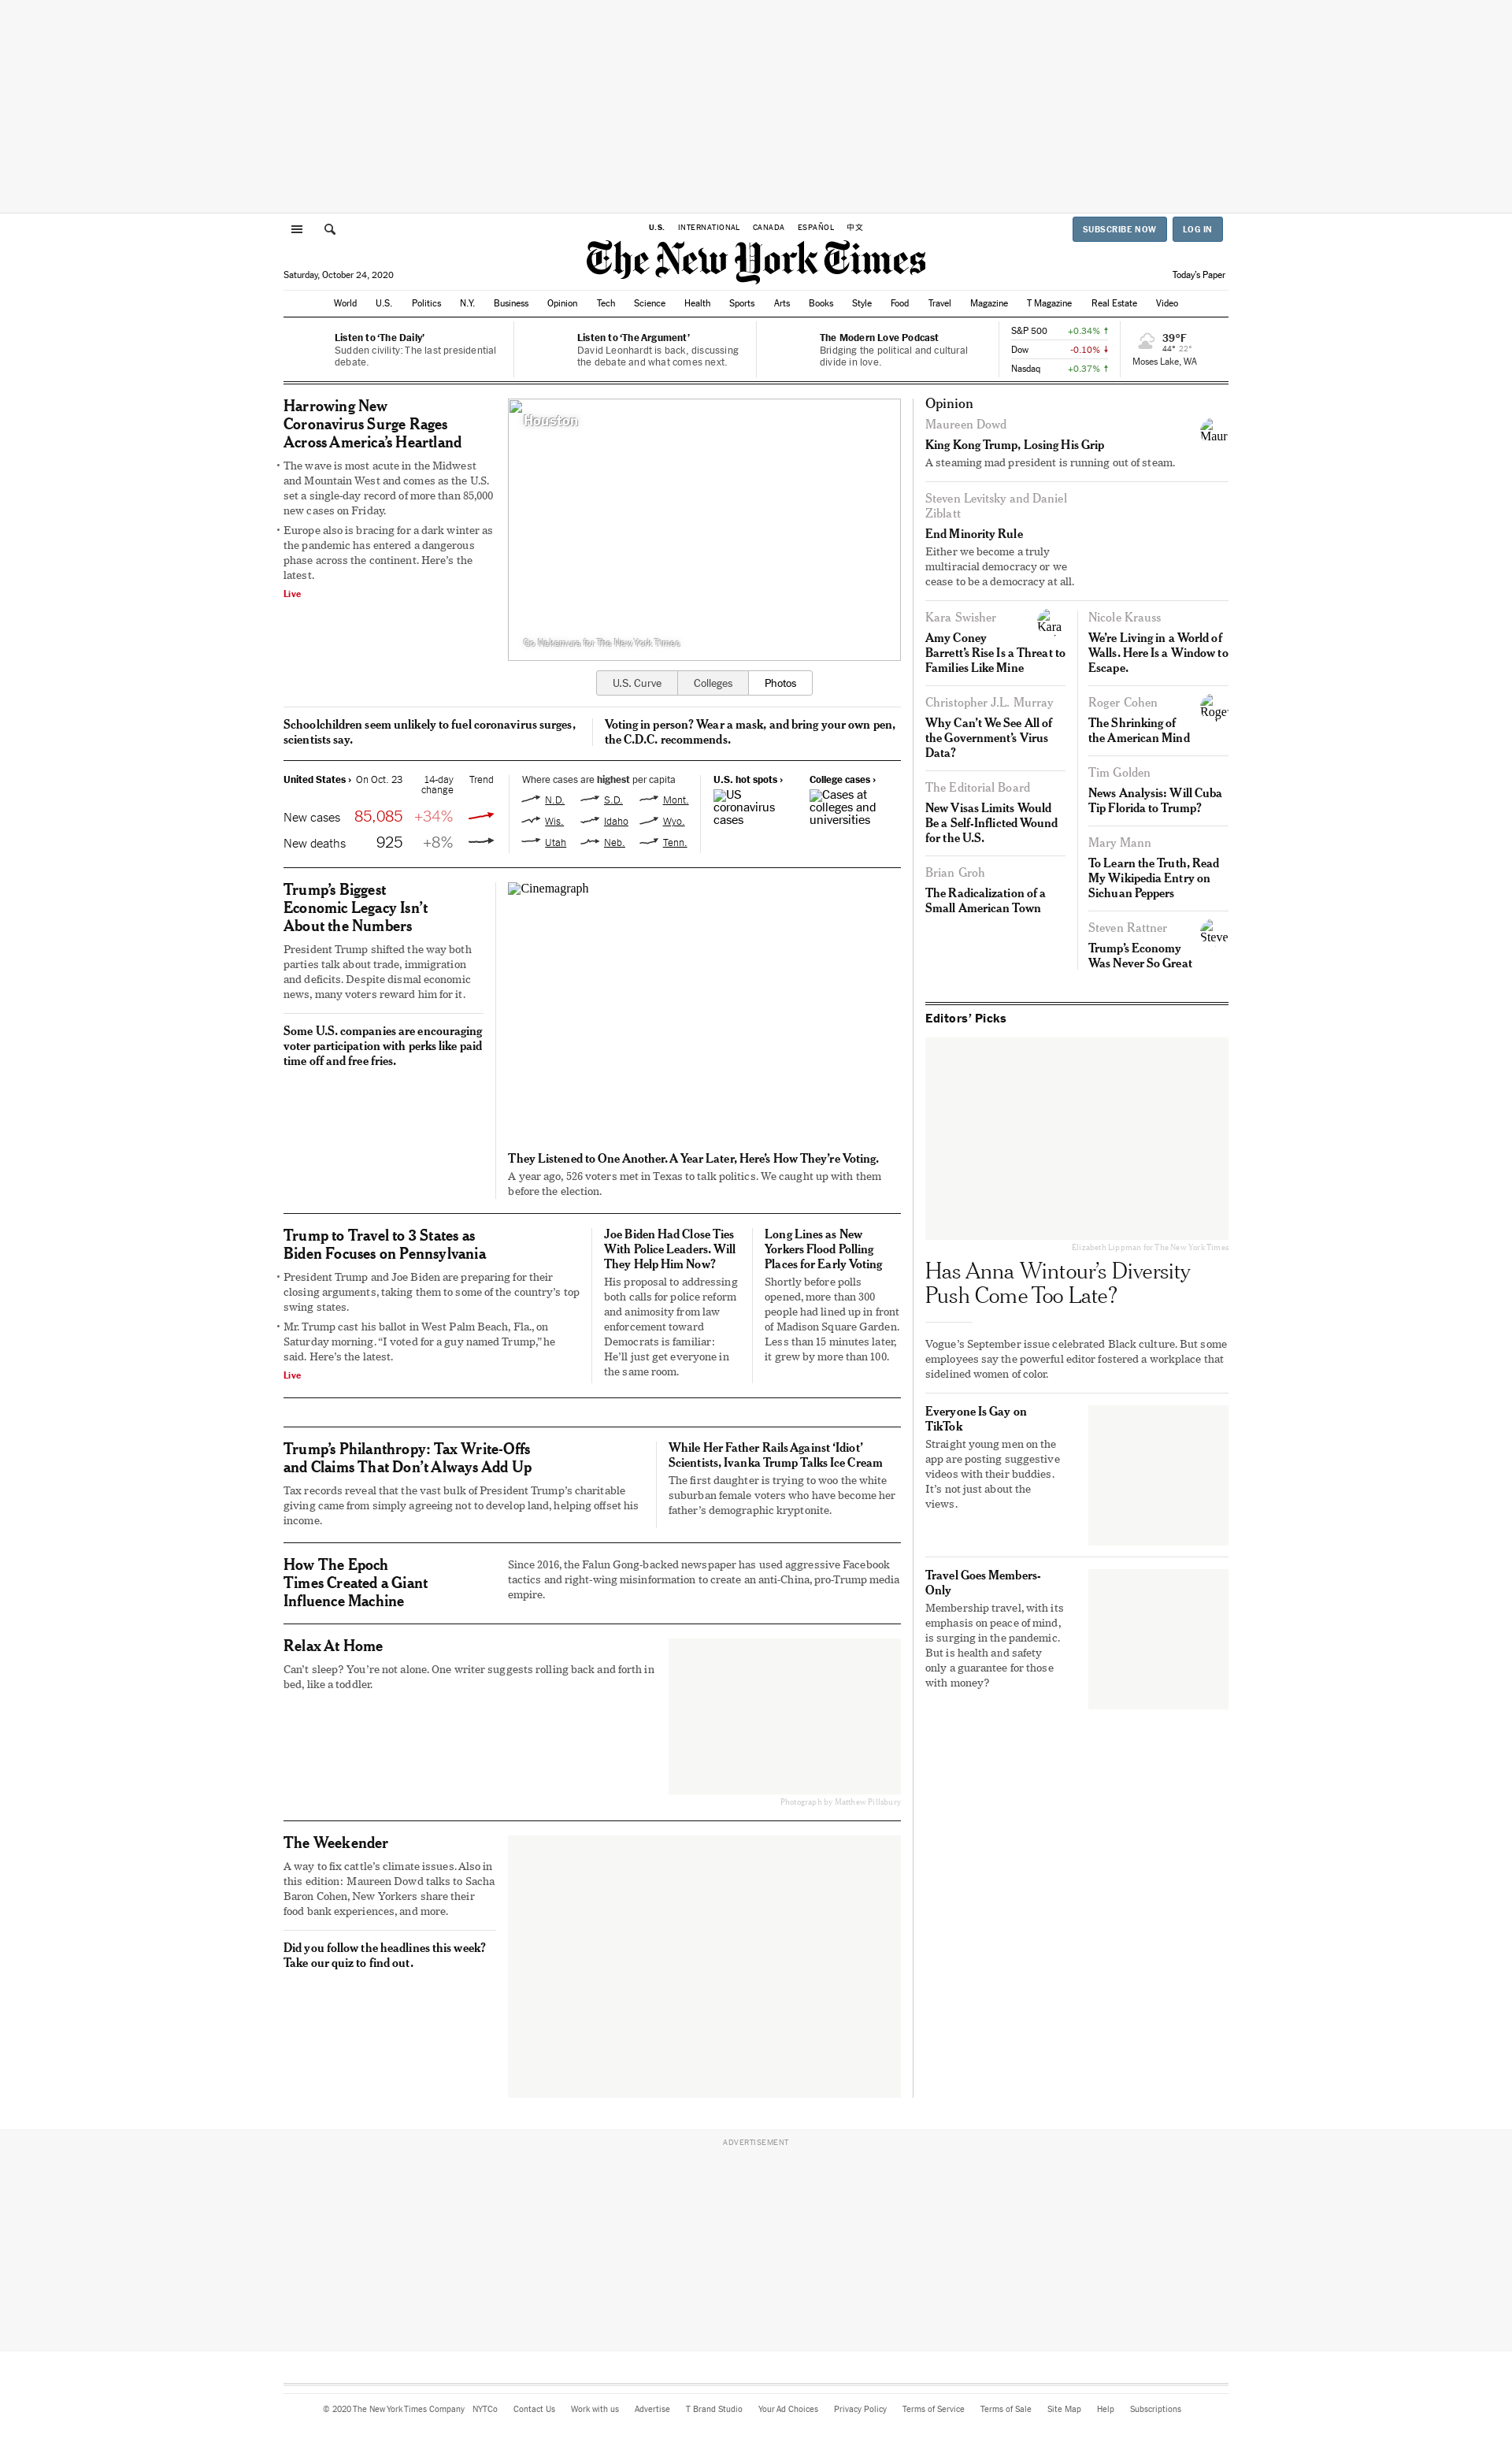 U.S. INTERNATIONAL CANADA ESPAÑOL 中文
SUBSCRIBE NOW LOG IN
The New York Times
Saturday, October 24, 2020
Today's Paper
World U.S. Politics N.Y. Business Opinion Tech Science Health Sports Arts Books Style Food Travel Magazine T Magazine Real Estate Video
Listen to ‘The Daily’
Sudden civility: The last presidential
debate.
Listen to ‘The Argument’
David Leonhardt is back, discussing
the debate and what comes next.
The Modern Love Podcast
Bridging the political and cultural
divide in love.
S&P 500 +0.34% ↑
Dow -0.10% ↓
Nasdaq +0.37% ↑
39°F
44° 22°
Moses Lake, WA
Harrowing New
Coronavirus Surge Rages
Across America’s Heartland
• The wave is most acute in the Midwest
and Mountain West and comes as the U.S.
set a single-day record of more than 85,000
new cases on Friday.
• Europe also is bracing for a dark winter as
the pandemic has entered a dangerous
phase across the continent. Here’s the
latest.
Live
Houston
Go Nakamura for The New York Times
U.S. Curve Colleges Photos
Schoolchildren seem unlikely to fuel coronavirus surges,
scientists say.
Voting in person? Wear a mask, and bring your own pen,
the C.D.C. recommends.
United States › On Oct. 23 14-day
change Trend
New cases 85,085 +34%
New deaths 925 +8%
Where cases are highest per capita
N.D. S.D. Mont.
Wis. Idaho Wyo.
Utah Neb. Tenn.
U.S. hot spots ›
US
coronavirus
cases
College cases ›
Cases at
colleges and
universities
Trump’s Biggest
Economic Legacy Isn’t
About the Numbers
President Trump shifted the way both
parties talk about trade, immigration
and deficits. Despite dismal economic
news, many voters reward him for it.
Some U.S. companies are encouraging
voter participation with perks like paid
time off and free fries.
Cinemagraph
They Listened to One Another. A Year Later, Here’s How They’re Voting.
A year ago, 526 voters met in Texas to talk politics. We caught up with them
before the election.
Trump to Travel to 3 States as
Biden Focuses on Pennsylvania
• President Trump and Joe Biden are preparing for their
closing arguments, taking them to some of the country’s top
swing states.
• Mr. Trump cast his ballot in West Palm Beach, Fla., on
Saturday morning. “I voted for a guy named Trump,” he
said. Here’s the latest.
Live
Joe Biden Had Close Ties
With Police Leaders. Will
They Help Him Now?
His proposal to addressing
both calls for police reform
and animosity from law
enforcement toward
Democrats is familiar:
He’ll just get everyone in
the same room.
Long Lines as New
Yorkers Flood Polling
Places for Early Voting
Shortly before polls
opened, more than 300
people had lined up in front
of Madison Square Garden.
Less than 15 minutes later,
it grew by more than 100.
Trump’s Philanthropy: Tax Write-Offs
and Claims That Don’t Always Add Up
Tax records reveal that the vast bulk of President Trump’s charitable
giving came from simply agreeing not to develop land, helping offset his
income.
While Her Father Rails Against ‘Idiot’
Scientists, Ivanka Trump Talks Ice Cream
The first daughter is trying to woo the white
suburban female voters who have become her
father’s demographic kryptonite.
How The Epoch
Times Created a Giant
Influence Machine
Since 2016, the Falun Gong-backed newspaper has used aggressive Facebook
tactics and right-wing misinformation to create an anti-China, pro-Trump media
empire.
Relax At Home
Can’t sleep? You’re not alone. One writer suggests rolling back and forth in
bed, like a toddler.
Photograph by Matthew Pillsbury
The Weekender
A way to fix cattle’s climate issues. Also in
this edition: Maureen Dowd talks to Sacha
Baron Cohen, New Yorkers share their
food bank experiences, and more.
Did you follow the headlines this week?
Take our quiz to find out.
Opinion
Maureen Dowd
Maur
King Kong Trump, Losing His Grip
A steaming mad president is running out of steam.
Steven Levitsky and Daniel
Ziblatt
End Minority Rule
Either we become a truly
multiracial democracy or we
cease to be a democracy at all.
Kara Swisher
Kara
Amy Coney
Barrett’s Rise Is a Threat to
Families Like Mine
Christopher J.L. Murray
Why Can’t We See All of
the Government’s Virus
Data?
The Editorial Board
New Visas Limits Would
Be a Self-Inflicted Wound
for the U.S.
Brian Groh
The Radicalization of a
Small American Town
Nicole Krauss
We’re Living in a World of
Walls. Here Is a Window to
Escape.
Roger Cohen
Roger
The Shrinking of
the American Mind
Tim Golden
News Analysis: Will Cuba
Tip Florida to Trump?
Mary Mann
To Learn the Truth, Read
My Wikipedia Entry on
Sichuan Peppers
Steven Rattner
Steve
Trump’s Economy
Was Never So Great
Editors’ Picks
Elizabeth Lippman for The New York Times
Has Anna Wintour’s Diversity
Push Come Too Late?
Vogue’s September issue celebrated Black culture. But some
employees say the powerful editor fostered a workplace that
sidelined women of color.
Everyone Is Gay on
TikTok
Straight young men on the
app are posting suggestive
videos with their buddies.
It’s not just about the
views.
Travel Goes Members-
Only
Membership travel, with its
emphasis on peace of mind,
is surging in the pandemic.
But is health and safety
only a guarantee for those
with money?
ADVERTISEMENT
© 2020 The New York Times Company NYTCo Contact Us Work with us Advertise T Brand Studio Your Ad Choices Privacy Policy Terms of Service Terms of Sale Site Map Help Subscriptions